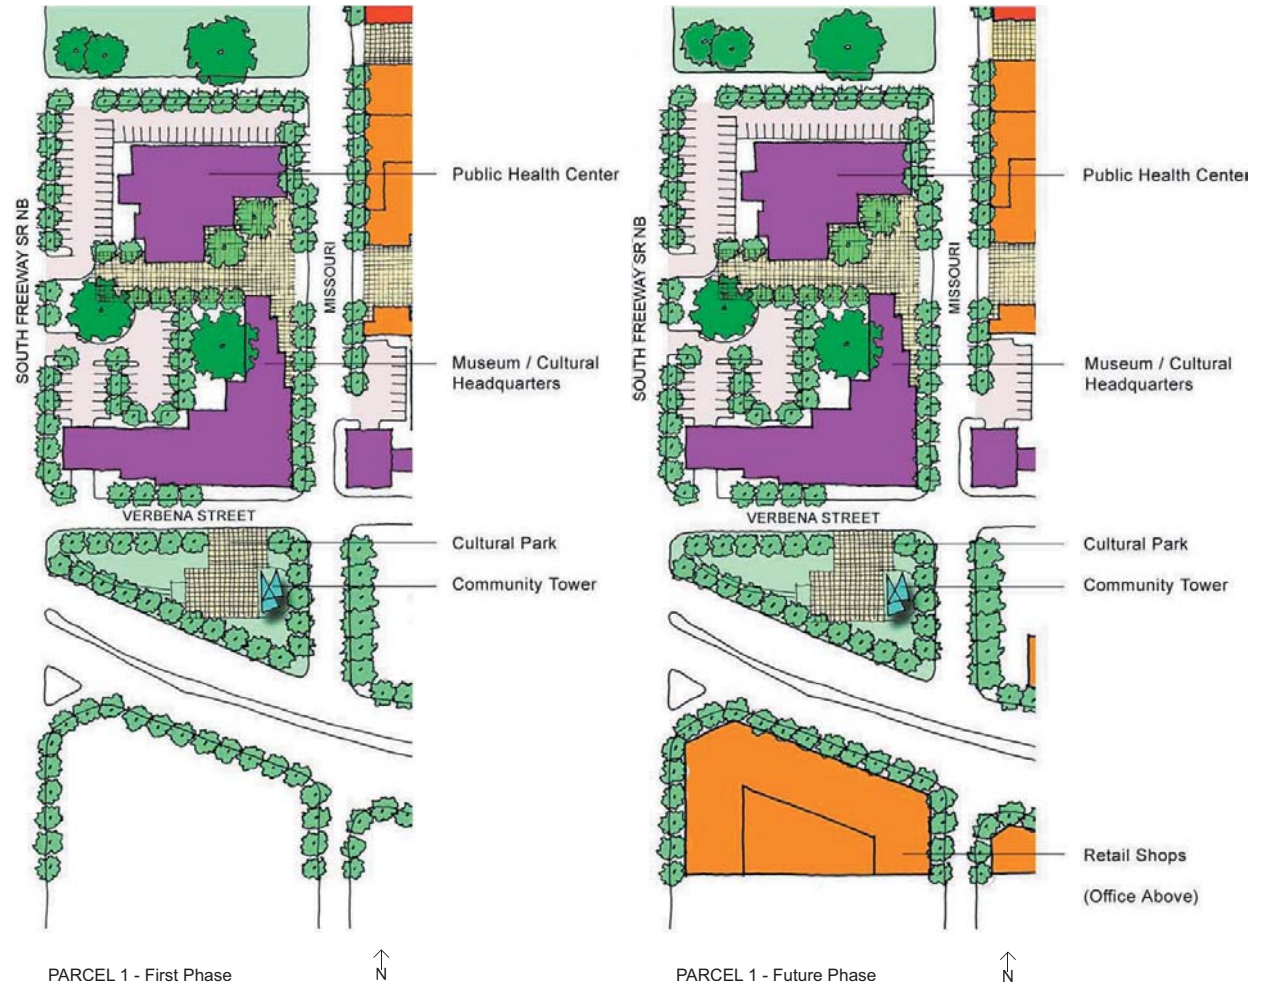 Public Health Center
SOUTH FREEWAY SR NB
MISSOURI
Museum / Cultural
Headquarters
VERBENA STREET
Cultural Park
Community Tower
PARCEL 1 - First Phase
N
Public Health Center
SOUTH FREEWAY SR NB
MISSOURI
Museum / Cultural
Headquarters
VERBENA STREET
Cultural Park
Community Tower
Retail Shops
(Office Above)
PARCEL 1 - Future Phase
N